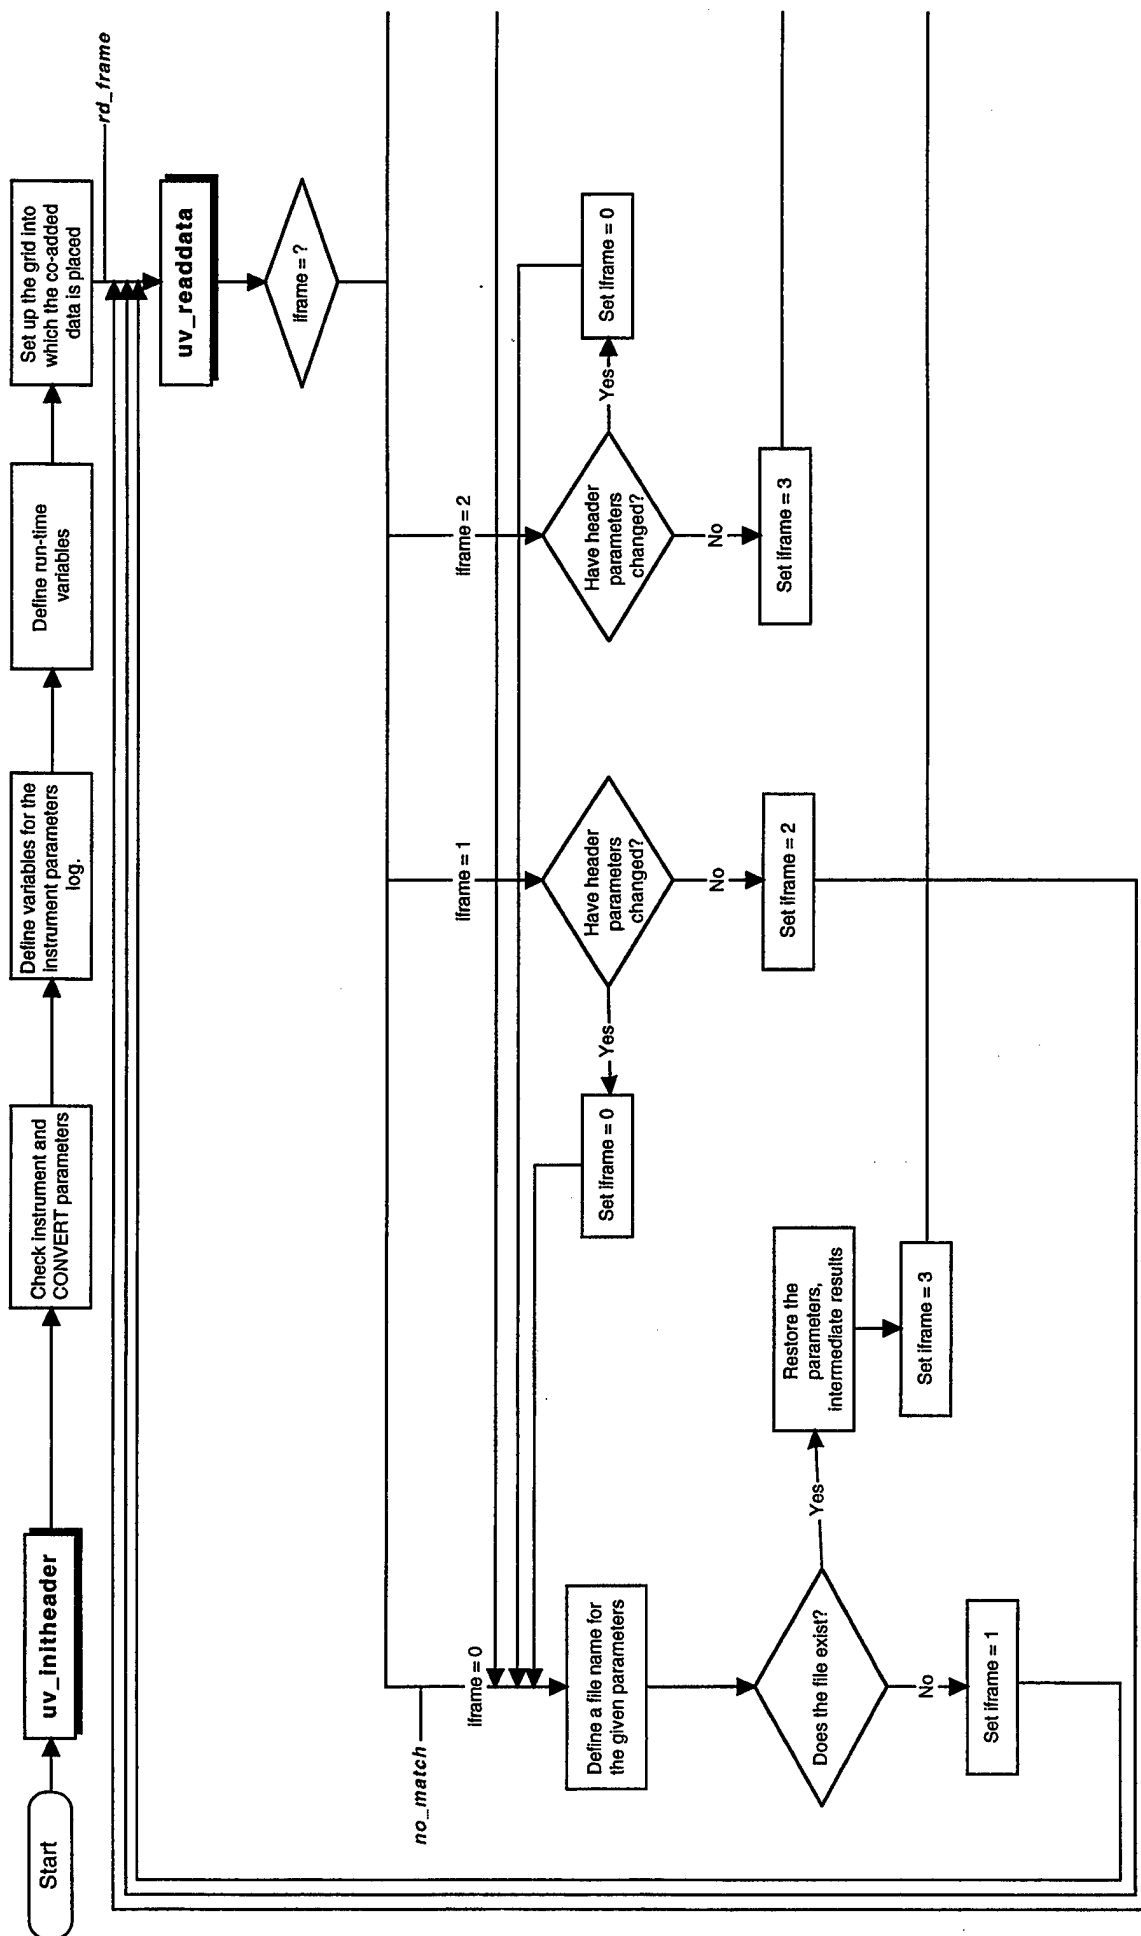 Start
uv_initheader
Check instrument and
CONVERT parameters
Define variables for the
instrument parameters
log.
Define run-time
variables
Set up the grid into
which the co-added
data is placed
rd_frame
uv_readdata
iframe = ?
no_match
iframe = 0
iframe = 1
iframe = 2
Define a file name for
the given parameters
Does the file exist?
Yes
No
Set iframe = 1
Restore the
parameters,
intermediate results
Set iframe = 3
Have header
parameters
changed?
Yes
Set iframe = 0
No
Set iframe = 2
Have header
parameters
changed?
Yes
Set iframe = 0
No
Set iframe = 3